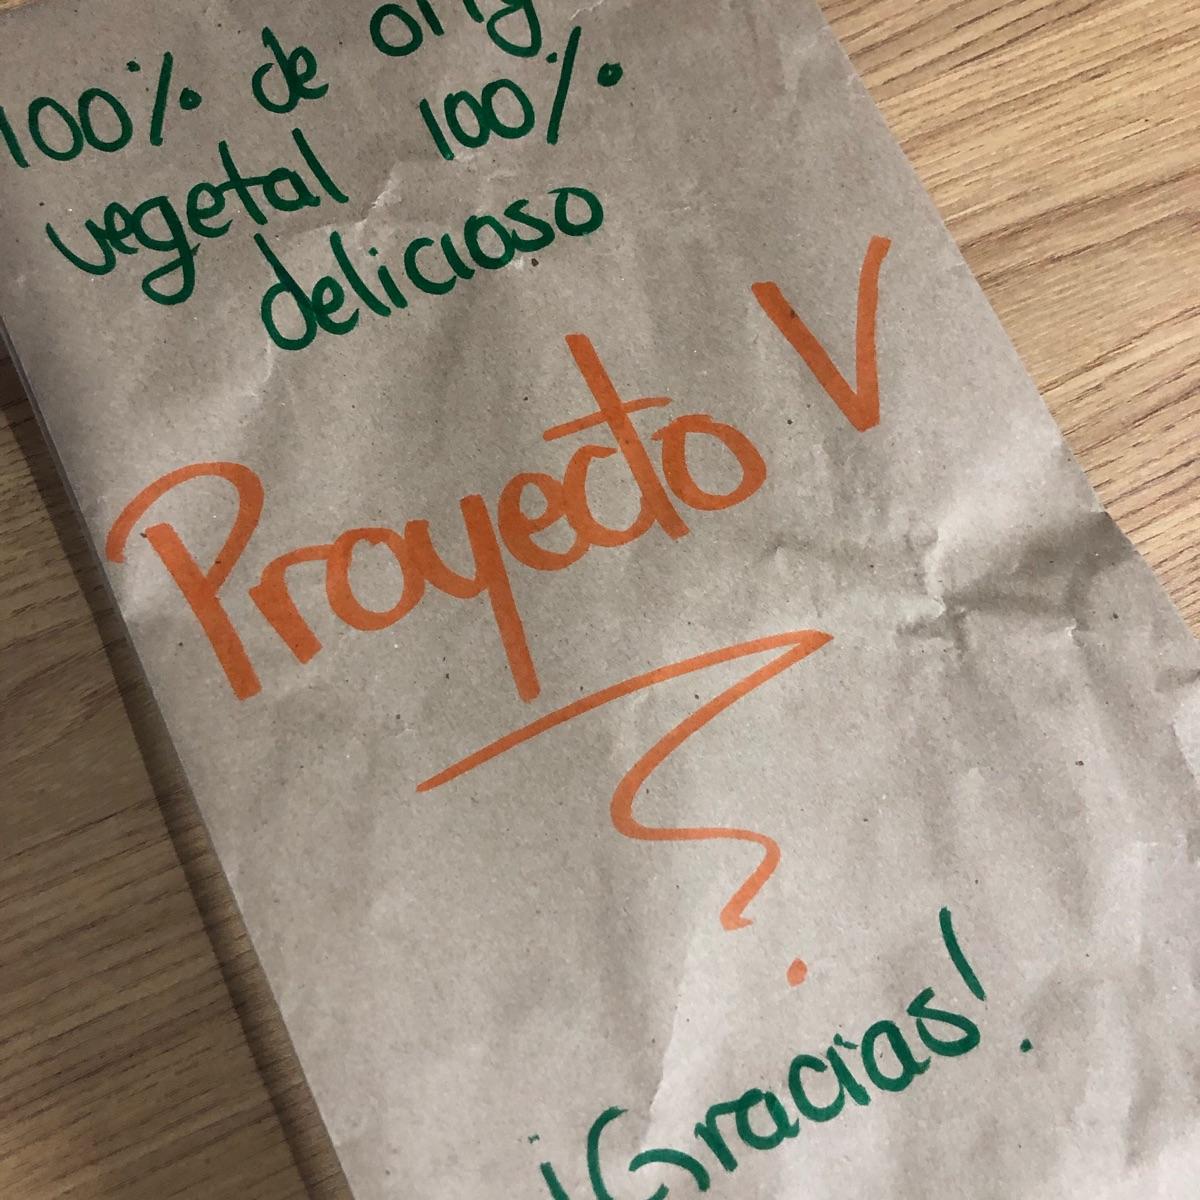 100% de
vegetal 100%
delicioso
Proyecto V
¡Gracias!